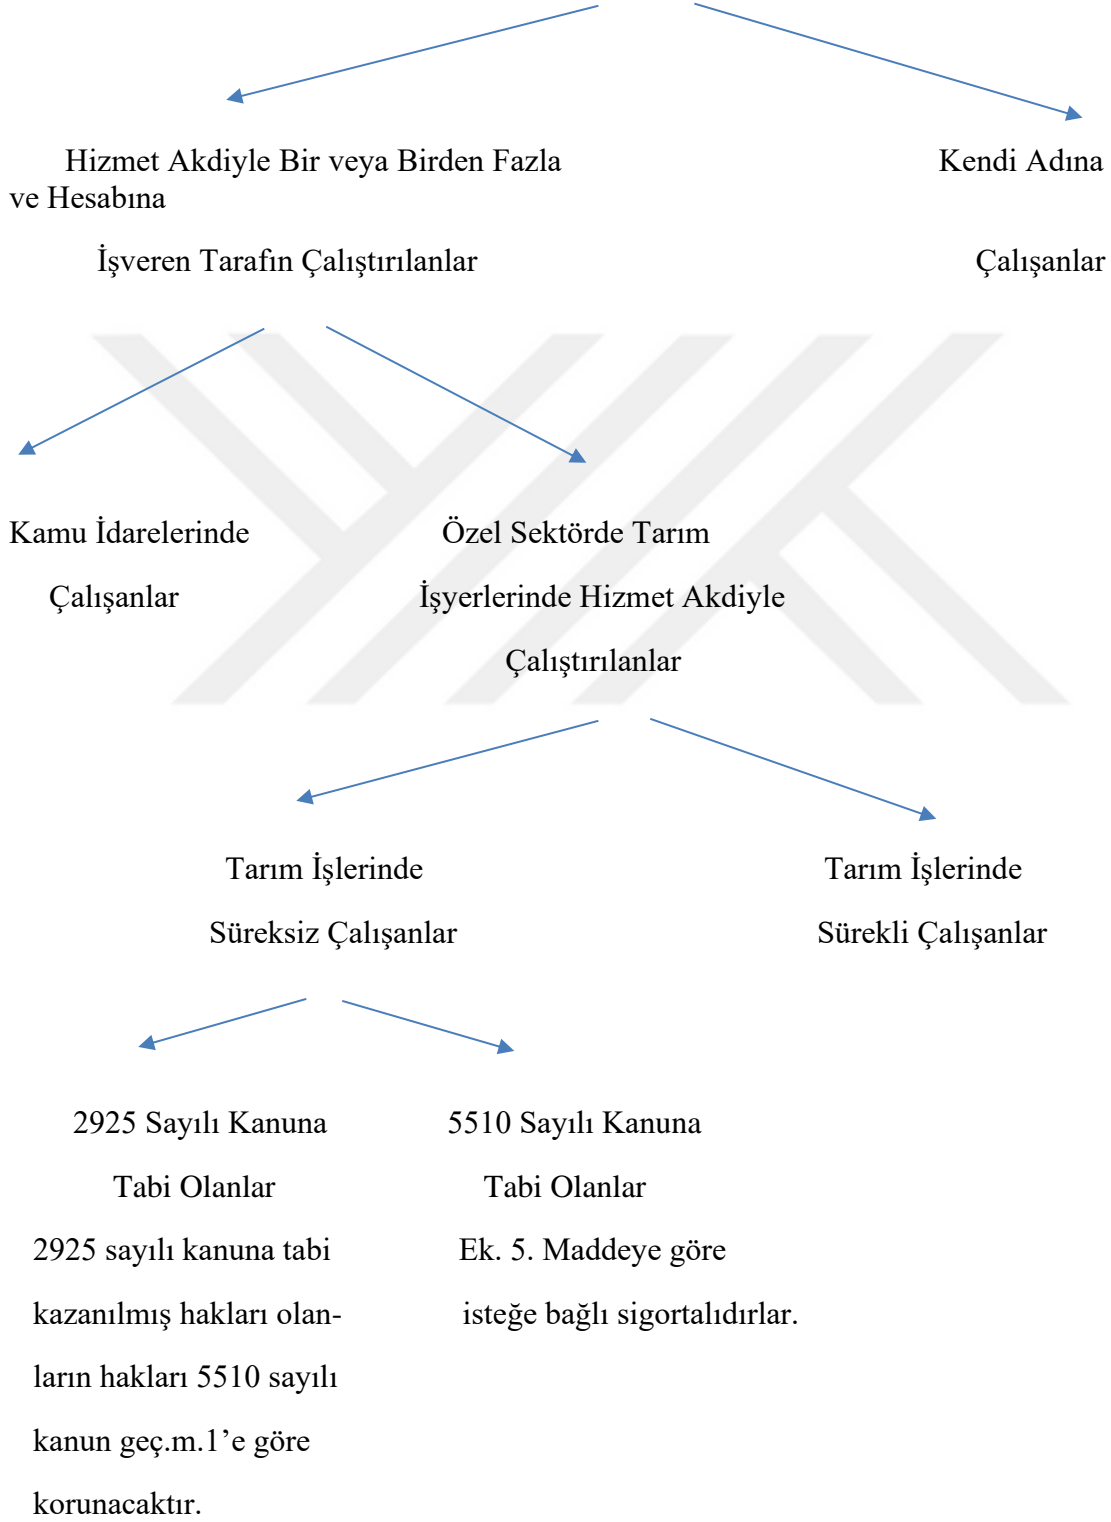 Hizmet Akdiyle Bir veya Birden Fazla Kendi Adına
ve Hesabına
İşveren Tarafın Çalıştırılanlar Çalışanlar
Kamu İdarelerinde Özel Sektörde Tarım
Çalışanlar İşyerlerinde Hizmet Akdiyle
Çalıştırılanlar
Tarım İşlerinde Tarım İşlerinde
Süreksiz Çalışanlar Sürekli Çalışanlar
2925 Sayılı Kanuna 5510 Sayılı Kanuna
Tabi Olanlar Tabi Olanlar
2925 sayılı kanuna tabi Ek. 5. Maddeye göre
kazanılmış hakları olan- isteğe bağlı sigortalıdırlar.
ların hakları 5510 sayılı
kanun geç.m.1’e göre
korunacaktır.